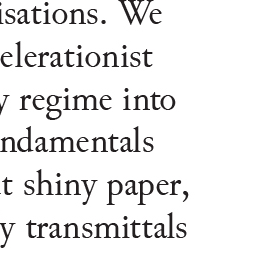 isations. We
elerationist
y regime into
ndamentals
t shiny paper,
y transmittals